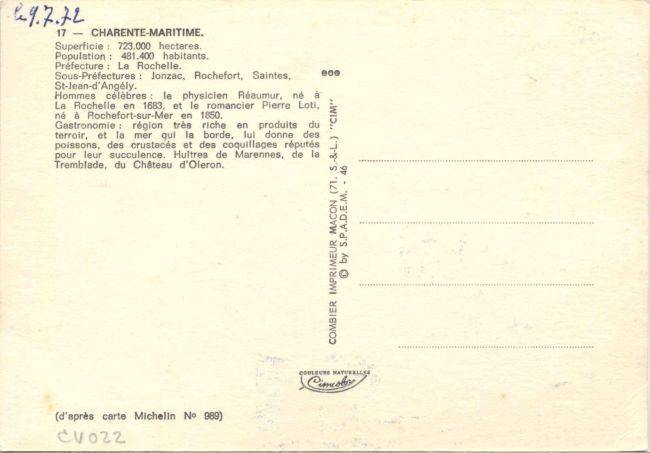 le 9.7.72
17 — CHARENTE-MARITIME.
Superficie : 723.000 hectares.
Population : 481.400 habitants.
Préfecture : La Rochelle.
Sous-Préfectures : Jonzac, Rochefort, Saintes,
St-Jean-d'Angély.
Hommes célèbres : le physicien Réaumur, né à
La Rochelle en 1683, et le romancier Pierre Loti,
né à Rochefort-sur-Mer en 1850.
Gastronomie : région très riche en produits du
terroir, et la mer qui la borde, lui donne des
poissons, des crustacés et des coquillages réputés
pour leur succulence. Huîtres de Marennes, de la
Tremblade, du Château d'Oleron.
(d'après carte Michelin No 989)
CV022
COMBIER IMPRIMEUR MACON (71. S.-&-L.) "CIM"
© by S.P.A.D.E.M. - 46
COULEURS NATURELLES
Cimcolor